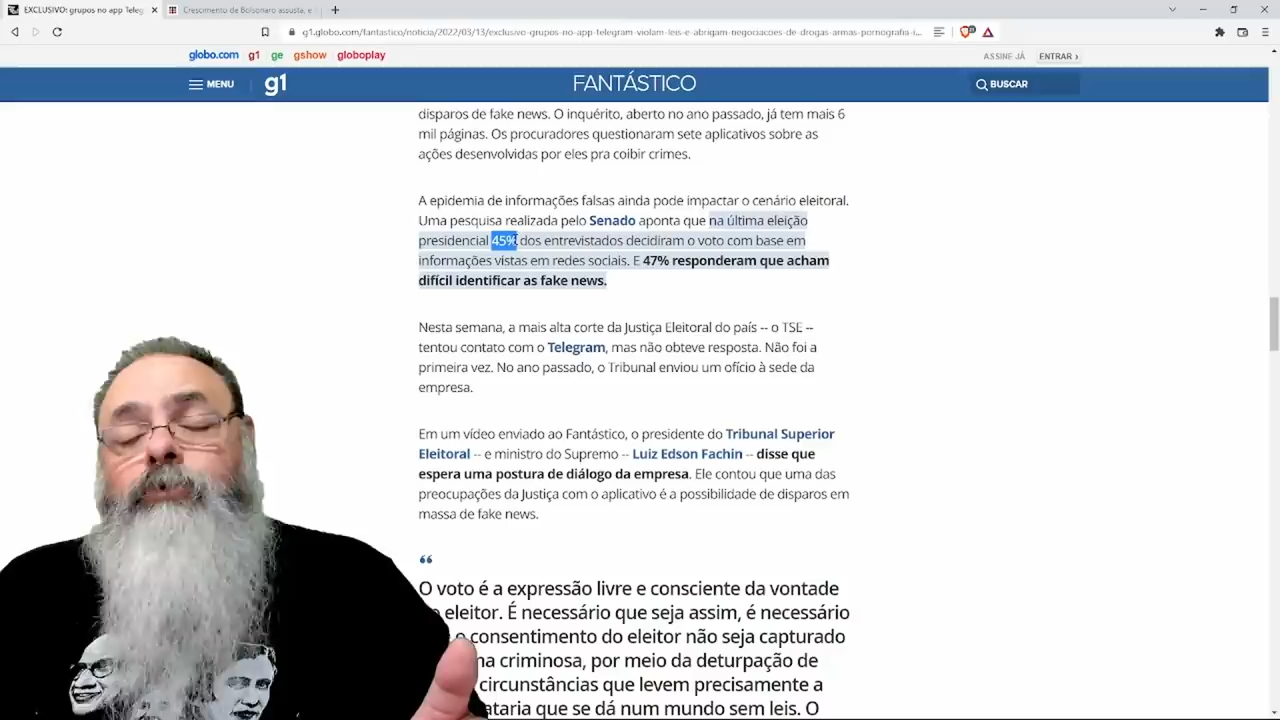 EXCLUSIVO: grupos no app Teleg
Crescimento de Bolsonaro assusta, e
g1.globo.com/fantastico/noticia/2022/03/13/exclusivo-grupos-no-app-telegram-violam-leis-e-abrigam-negociacoes-de-drogas-armas-pornografia-i...
globo.com g1 ge gshow globoplay
ASSINE JÁ ENTRAR ›
MENU g1 FANTÁSTICO BUSCAR
disparos de fake news. O inquérito, aberto no ano passado, já tem mais 6
mil páginas. Os procuradores questionaram sete aplicativos sobre as
ações desenvolvidas por eles pra coibir crimes.
A epidemia de informações falsas ainda pode impactar o cenário eleitoral.
Uma pesquisa realizada pelo Senado aponta que na última eleição
presidencial 45% dos entrevistados decidiram o voto com base em
informações vistas em redes sociais. E 47% responderam que acham
difícil identificar as fake news.
Nesta semana, a mais alta corte da Justiça Eleitoral do país -- o TSE --
tentou contato com o Telegram, mas não obteve resposta. Não foi a
primeira vez. No ano passado, o Tribunal enviou um ofício à sede da
empresa.
Em um vídeo enviado ao Fantástico, o presidente do Tribunal Superior
Eleitoral -- e ministro do Supremo -- Luiz Edson Fachin -- disse que
espera uma postura de diálogo da empresa. Ele contou que uma das
preocupações da Justiça com o aplicativo é a possibilidade de disparos em
massa de fake news.
“
O voto é a expressão livre e consciente da vontade
eleitor. É necessário que seja assim, é necessário
o consentimento do eleitor não seja capturado
criminosa, por meio da deturpação de
circunstâncias que levem precisamente a
que se dá num mundo sem leis. O